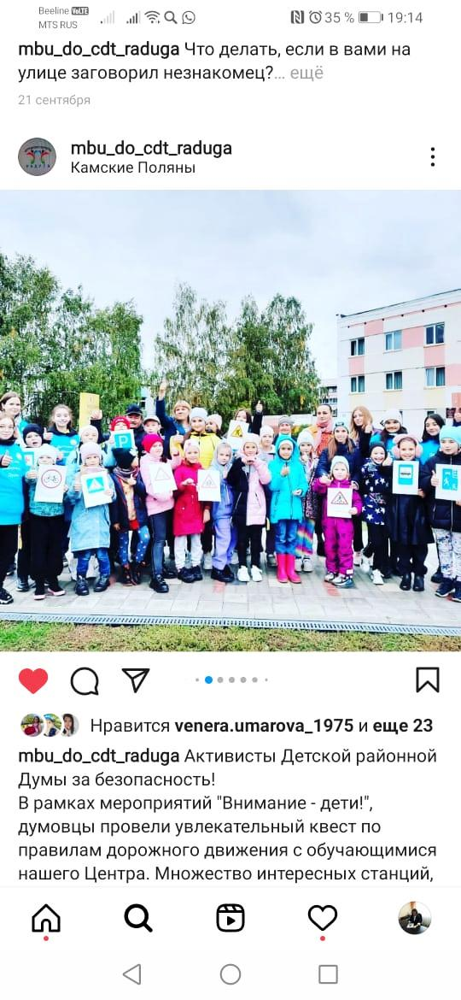 Beeline VoLTE
MTS RUS
35 %
19:14
mbu_do_cdt_raduga Что делать, если в вами на
улице заговорил незнакомец?... ещё
21 сентября
mbu_do_cdt_raduga
Камские Поляны
P
Нравится venera.umarova_1975 и еще 23
mbu_do_cdt_raduga Активисты Детской районной
Думы за безопасность!
В рамках мероприятий "Внимание - дети!",
думовцы провели увлекательный квест по
правилам дорожного движения с обучающимися
нашего Центра. Множество интересных станций,